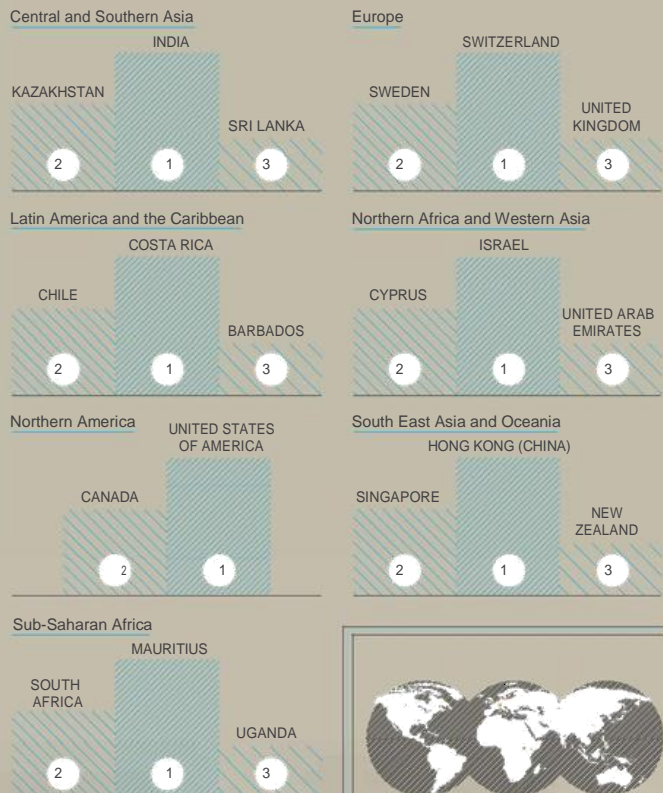 Central and Southern Asia
INDIA
KAZAKHSTAN
SRI LANKA
2
1
3
Europe
SWITZERLAND
SWEDEN
UNITED
KINGDOM
2
1
3
Latin America and the Caribbean
COSTA RICA
CHILE
BARBADOS
2
1
3
Northern Africa and Western Asia
ISRAEL
CYPRUS
UNITED ARAB
EMIRATES
2
1
3
Northern America
UNITED STATES
OF AMERICA
CANADA
2
1
South East Asia and Oceania
HONG KONG (CHINA)
SINGAPORE
NEW
ZEALAND
2
1
3
Sub-Saharan Africa
MAURITIUS
SOUTH
AFRICA
UGANDA
2
1
3